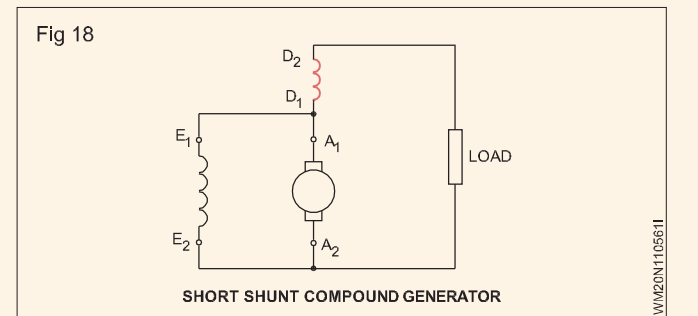 Fig 18
D2
D1
E1
A1
LOAD
E2
A2
SHORT SHUNT COMPOUND GENERATOR
WM20N110561I